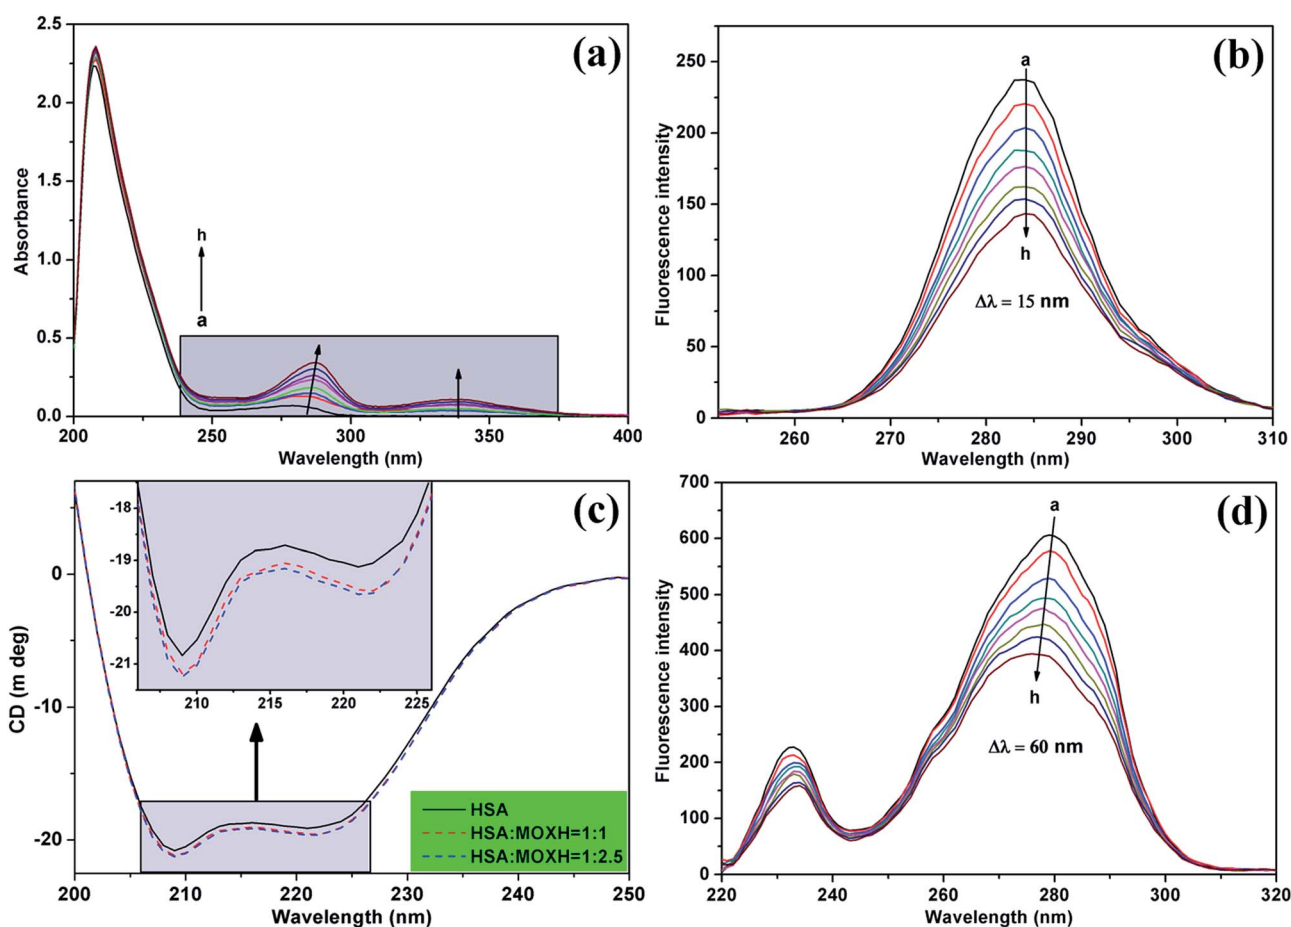 (a)
2.5
2.0
1.5
1.0
0.5
0.0
Absorbance
h
a
200
250
300
350
400
Wavelength (nm)
(b)
250
200
150
100
50
0
Fluorescence intensity
a
h
Δλ = 15 nm
260
270
280
290
300
310
Wavelength (nm)
(c)
0
-10
-20
CD (m deg)
-18
-19
-20
-21
210
215
220
225
HSA
HSA:MOXH=1:1
HSA:MOXH=1:2.5
200
210
220
230
240
250
Wavelength (nm)
(d)
700
600
500
400
300
200
100
0
Fluorescence intensity
a
h
Δλ = 60 nm
220
240
260
280
300
320
Wavelength (nm)